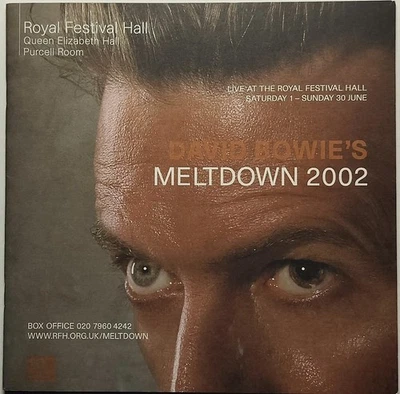 Royal Festival Hall
Queen Elizabeth Hall
Purcell Room
LIVE AT THE ROYAL FESTIVAL HALL
SATURDAY 1 – SUNDAY 30 JUNE
DAVID BOWIE'S
MELTDOWN 2002
BOX OFFICE 020 7960 4242
WWW.RFH.ORG.UK/MELTDOWN